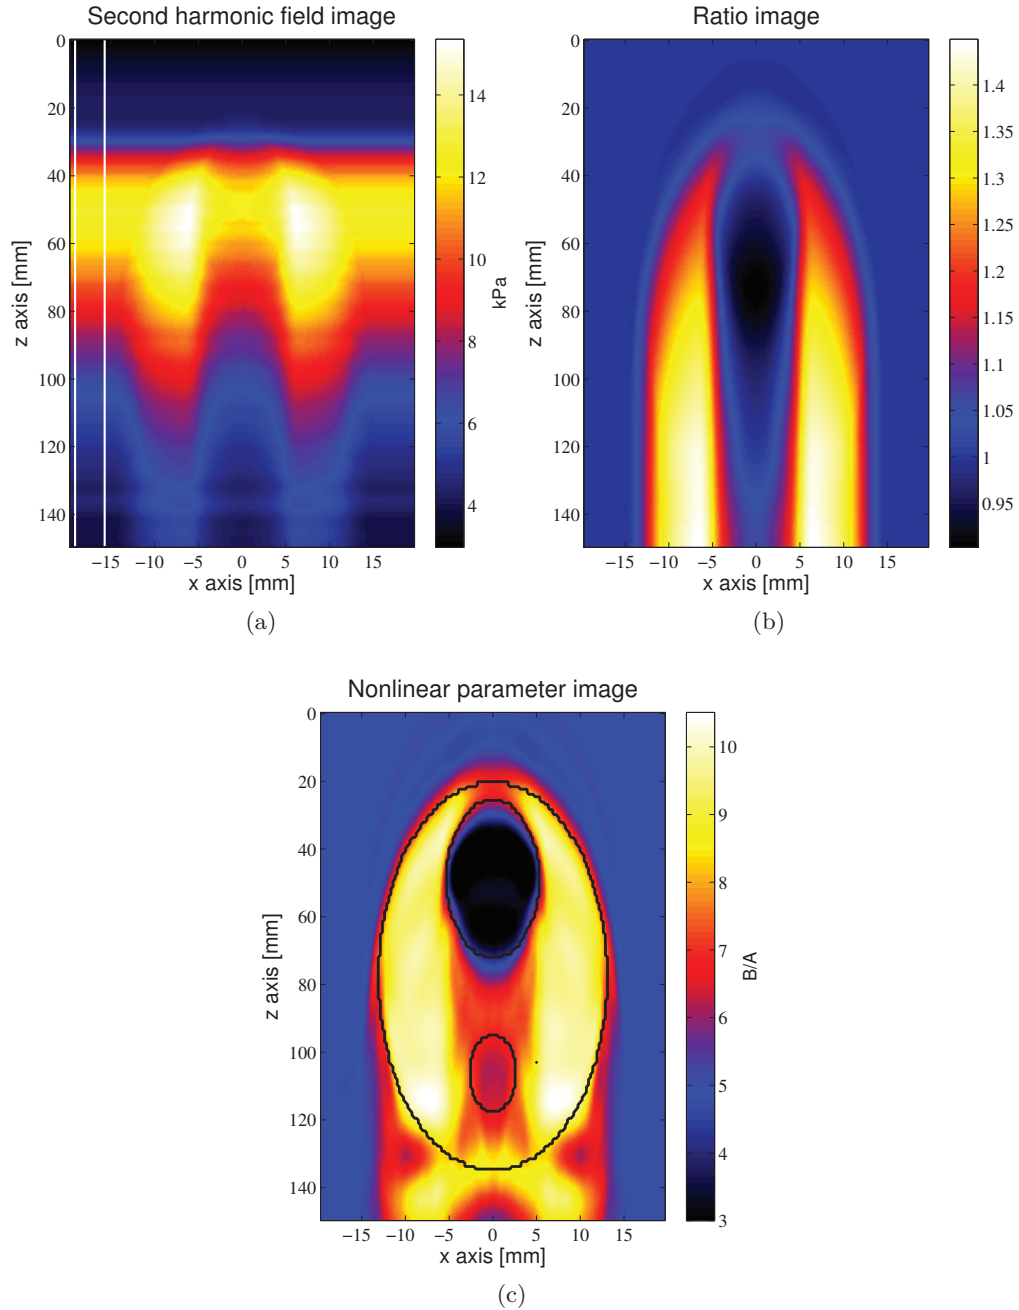 Second harmonic field image
0
20
40
60
80
100
120
140
z axis [mm]
−15 −10 −5 0 5 10 15
x axis [mm]
14
12
10
8
6
4
kPa
(a)
Ratio image
0
20
40
60
80
100
120
140
z axis [mm]
−15 −10 −5 0 5 10 15
x axis [mm]
1.4
1.35
1.3
1.25
1.2
1.15
1.1
1.05
1
0.95
(b)
Nonlinear parameter image
0
20
40
60
80
100
120
140
z axis [mm]
−15 −10 −5 0 5 10 15
x axis [mm]
10
9
8
7
6
5
4
3
B/A
(c)